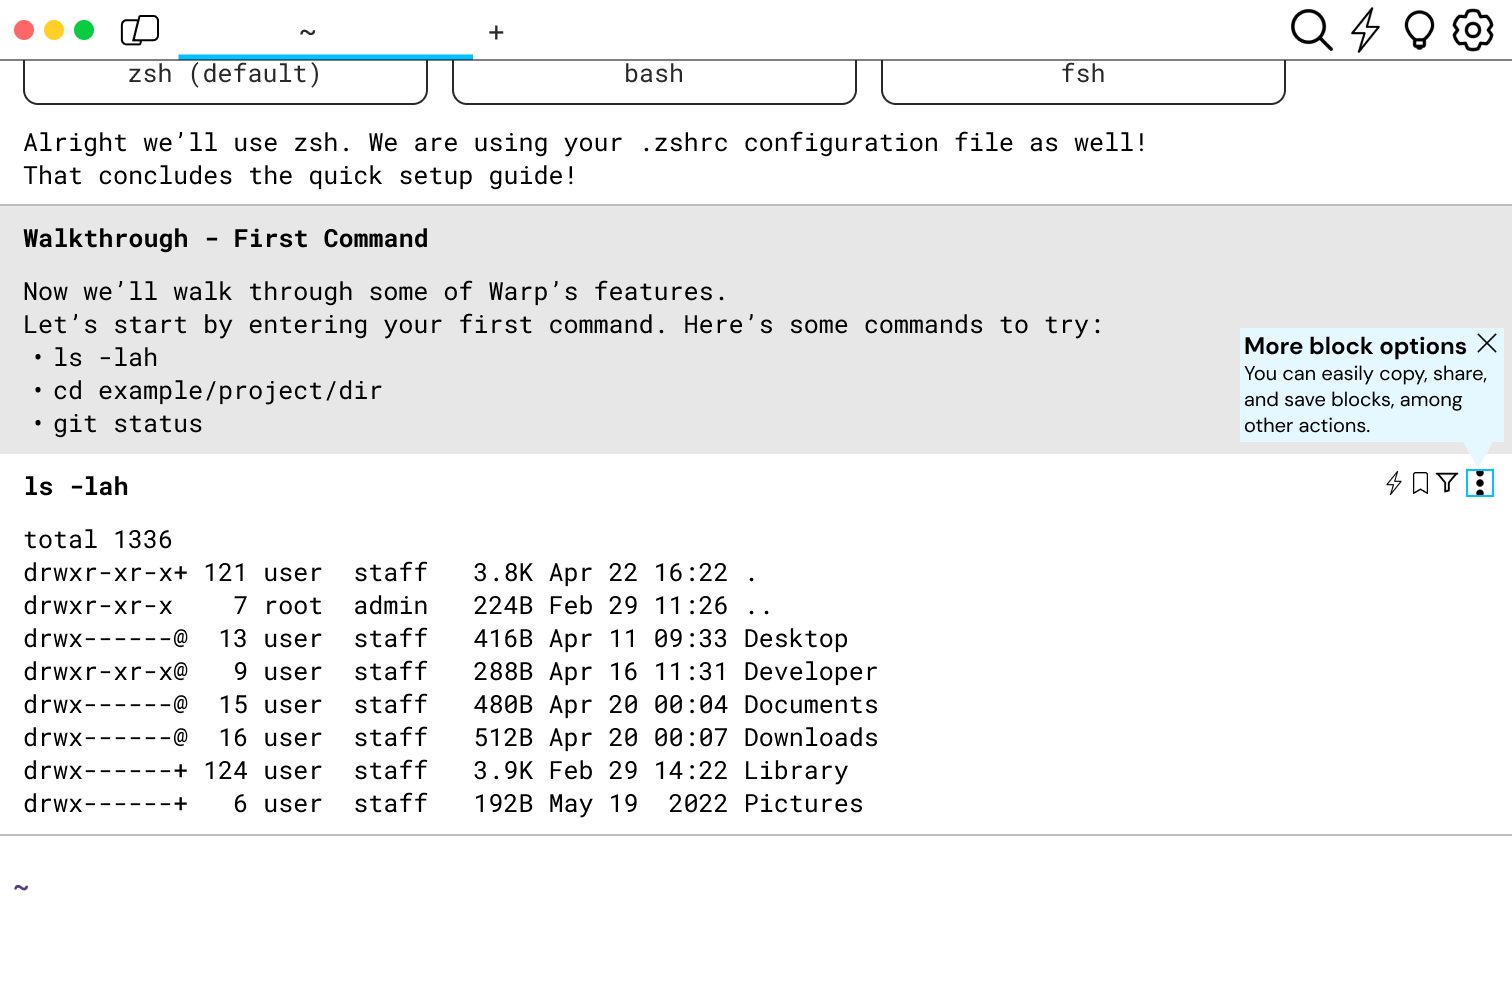 ~ +
zsh (default) bash fsh
Alright we’ll use zsh. We are using your .zshrc configuration file as well!
That concludes the quick setup guide!
Walkthrough - First Command
Now we’ll walk through some of Warp’s features.
Let’s start by entering your first command. Here’s some commands to try:
• ls -lah
• cd example/project/dir
• git status
More block options
You can easily copy, share,
and save blocks, among
other actions.
ls -lah
total 1336
drwxr-xr-x+ 121 user  staff   3.8K Apr 22 16:22 .
drwxr-xr-x    7 root  admin   224B Feb 29 11:26 ..
drwx------@  13 user  staff   416B Apr 11 09:33 Desktop
drwxr-xr-x@   9 user  staff   288B Apr 16 11:31 Developer
drwx------@  15 user  staff   480B Apr 20 00:04 Documents
drwx------@  16 user  staff   512B Apr 20 00:07 Downloads
drwx------+ 124 user  staff   3.9K Feb 29 14:22 Library
drwx------+   6 user  staff   192B May 19  2022 Pictures
~